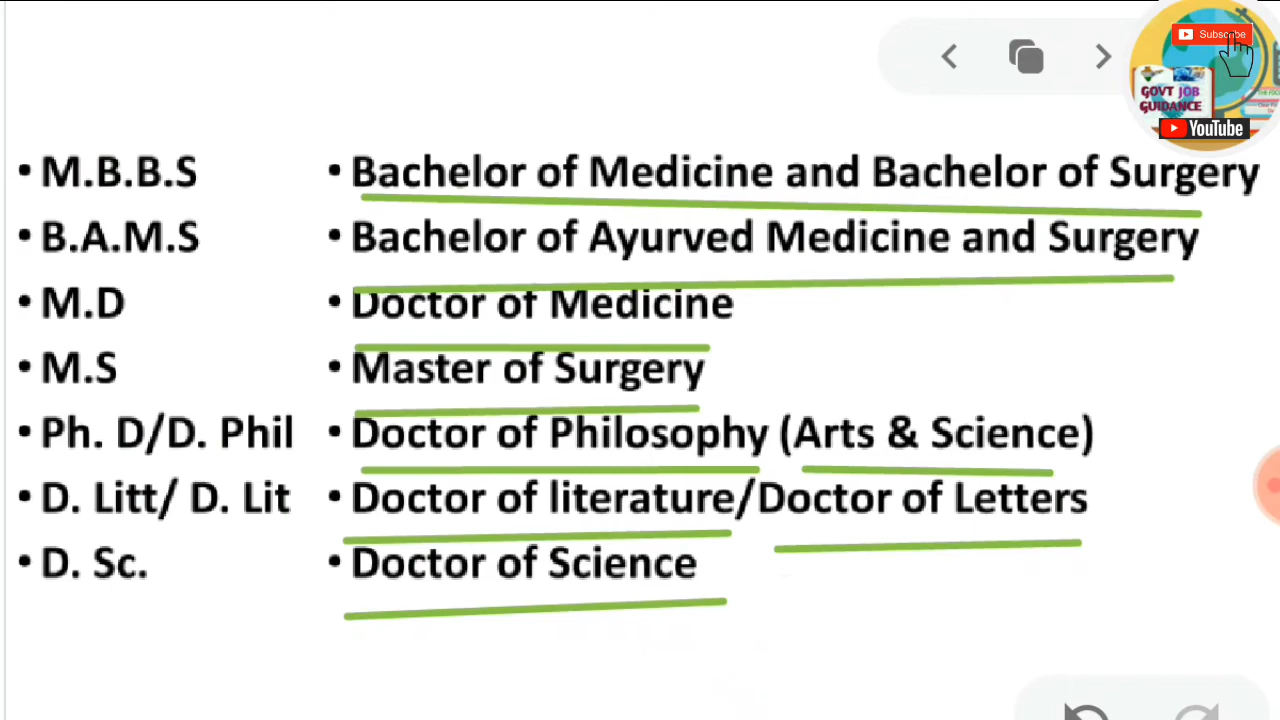 Subscribe
GOVT JOB
GUIDANCE
YouTube
• M.B.B.S • Bachelor of Medicine and Bachelor of Surgery
• B.A.M.S • Bachelor of Ayurved Medicine and Surgery
• M.D • Doctor of Medicine
• M.S • Master of Surgery
• Ph. D/D. Phil • Doctor of Philosophy (Arts & Science)
• D. Litt/ D. Lit • Doctor of literature/Doctor of Letters
• D. Sc. • Doctor of Science